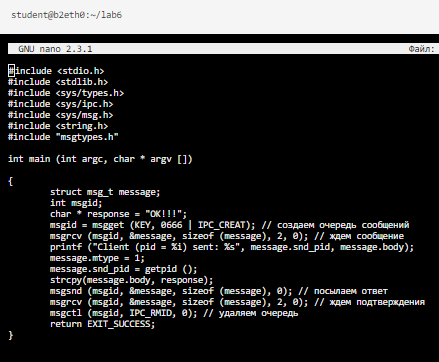 student@b2eth0:~/lab6
GNU nano 2.3.1 Файл:
#include <stdio.h>
#include <stdlib.h>
#include <sys/types.h>
#include <sys/ipc.h>
#include <sys/msg.h>
#include <string.h>
#include "msgtypes.h"
int main (int argc, char * argv [])
{
struct msg_t message;
int msgid;
char * response = "OK!!!";
msgid = msgget (KEY, 0666 | IPC_CREAT); // создаем очередь сообщений
msgrcv (msgid, &message, sizeof (message), 2, 0); // ждем сообщение
printf ("Client (pid = %i) sent: %s", message.snd_pid, message.body);
message.mtype = 1;
message.snd_pid = getpid ();
strcpy(message.body, response);
msgsnd (msgid, &message, sizeof (message), 0); // посылаем ответ
msgrcv (msgid, &message, sizeof (message), 2, 0); // ждем подтверждения
msgctl (msgid, IPC_RMID, 0); // удаляем очередь
return EXIT_SUCCESS;
}